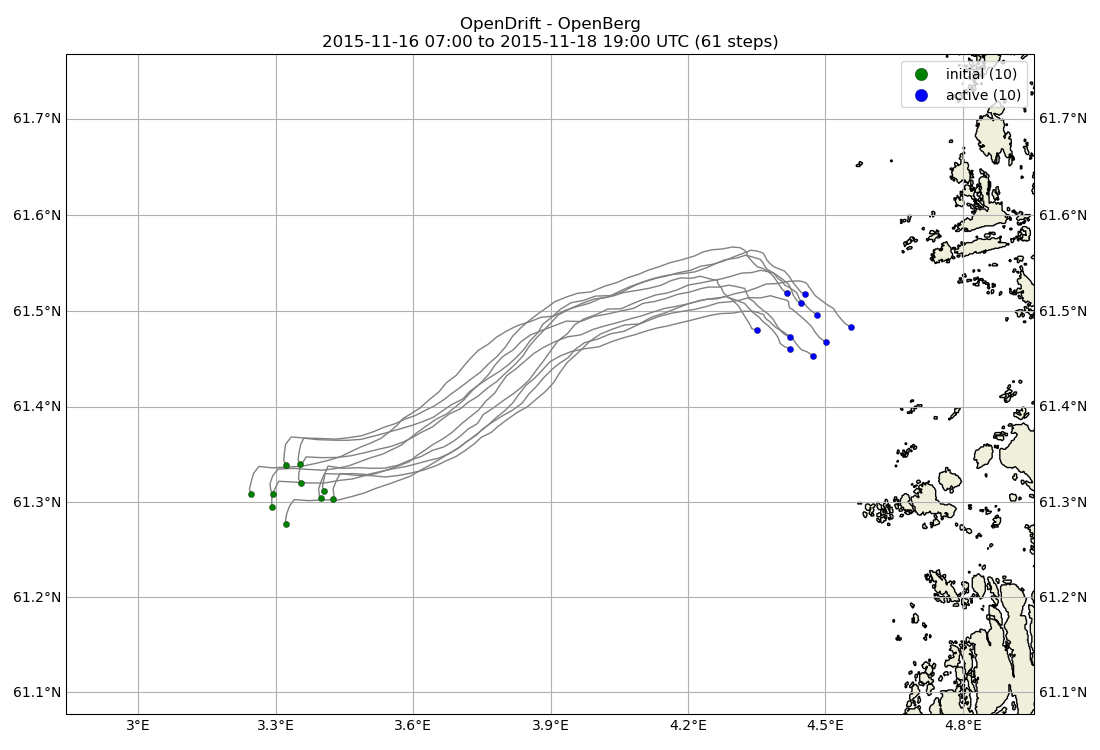 OpenDrift - OpenBerg
2015-11-16 07:00 to 2015-11-18 19:00 UTC (61 steps)
initial (10)
active (10)
61.7°N
61.7°N
61.6°N
61.6°N
61.5°N
61.5°N
61.4°N
61.4°N
61.3°N
61.3°N
61.2°N
61.2°N
61.1°N
61.1°N
3°E
3.3°E
3.6°E
3.9°E
4.2°E
4.5°E
4.8°E